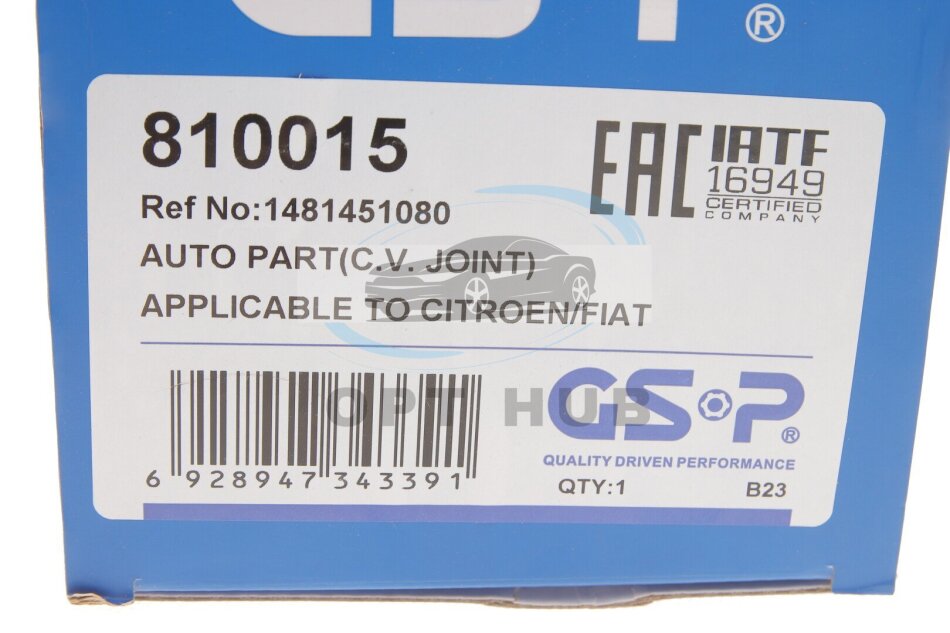 GSP®
810015
EAC
IATF
16949
CERTIFIED
COMPANY
Ref No:1481451080
AUTO PART(C.V. JOINT)
APPLICABLE TO CITROEN/FIAT
OPT HUB
GSP®
QUALITY DRIVEN PERFORMANCE
6 928947 343391
QTY:1 B23